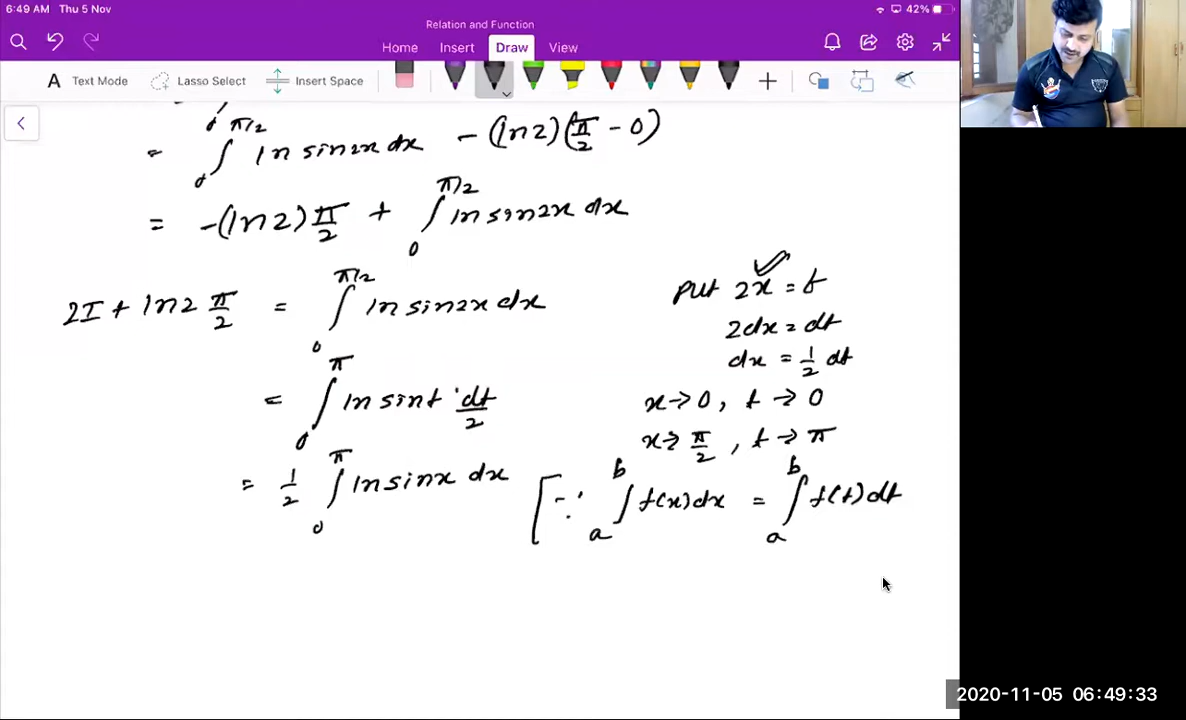 6:49 AM Thu 5 Nov
42%
Relation and Function
Home Insert Draw View
Text Mode Lasso Select Insert Space
= ∫₀^{π/2} ln sin2x dx - (ln2)(π/2 - 0)
= -(ln2) π/2 + ∫₀^{π/2} ln sin2x dx
2I + ln2 π/2 = ∫₀^{π/2} ln sin2x dx
= ∫₀^{π} ln sint · dt/2
= 1/2 ∫₀^{π} ln sinx dx
put 2x = t
2dx = dt
dx = 1/2 dt
x → 0, t → 0
x → π/2, t → π
[∵ ∫ₐ^b f(x)dx = ∫ₐ^b f(t)dt
2020-11-05 06:49:33